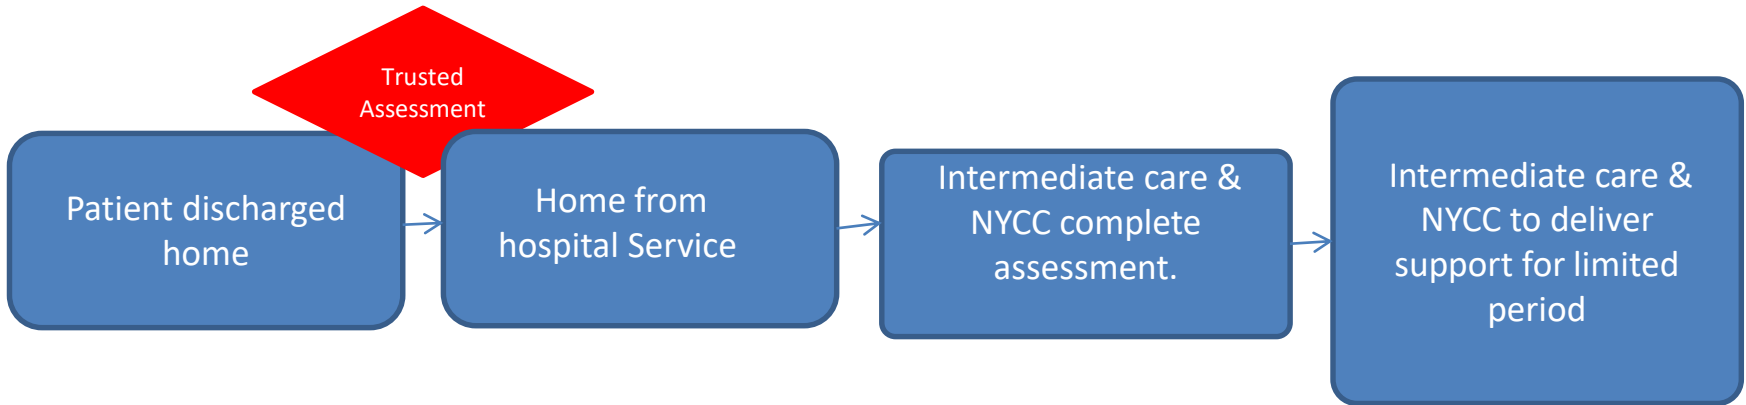 Trusted
Assessment
Patient discharged
home
Home from
hospital Service
Intermediate care &
NYCC complete
assessment.
Intermediate care &
NYCC to deliver
support for limited
period